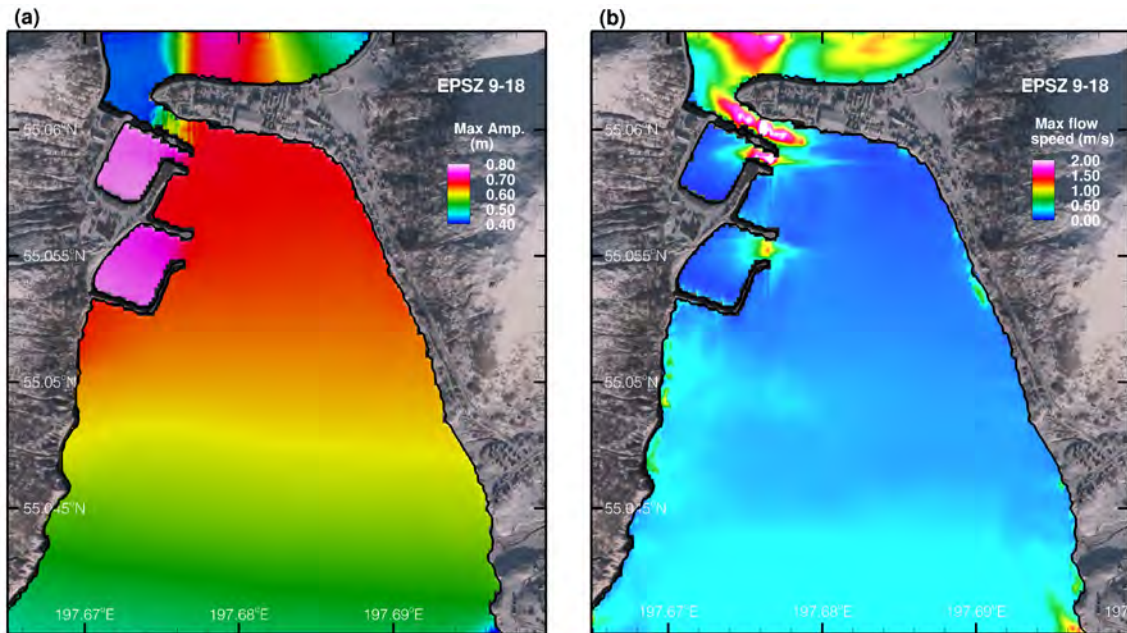 (a)
EPSZ 9-18
55.06°N
Max Amp.
(m)
0.80
0.70
0.60
0.50
0.40
55.055°N
55.05°N
55.045°N
197.67°E
197.68°E
197.69°E
(b)
EPSZ 9-18
55.06°N
Max flow
speed (m/s)
2.00
1.50
1.00
0.50
0.00
55.055°N
55.05°N
55.045°N
197.67°E
197.68°E
197.69°E